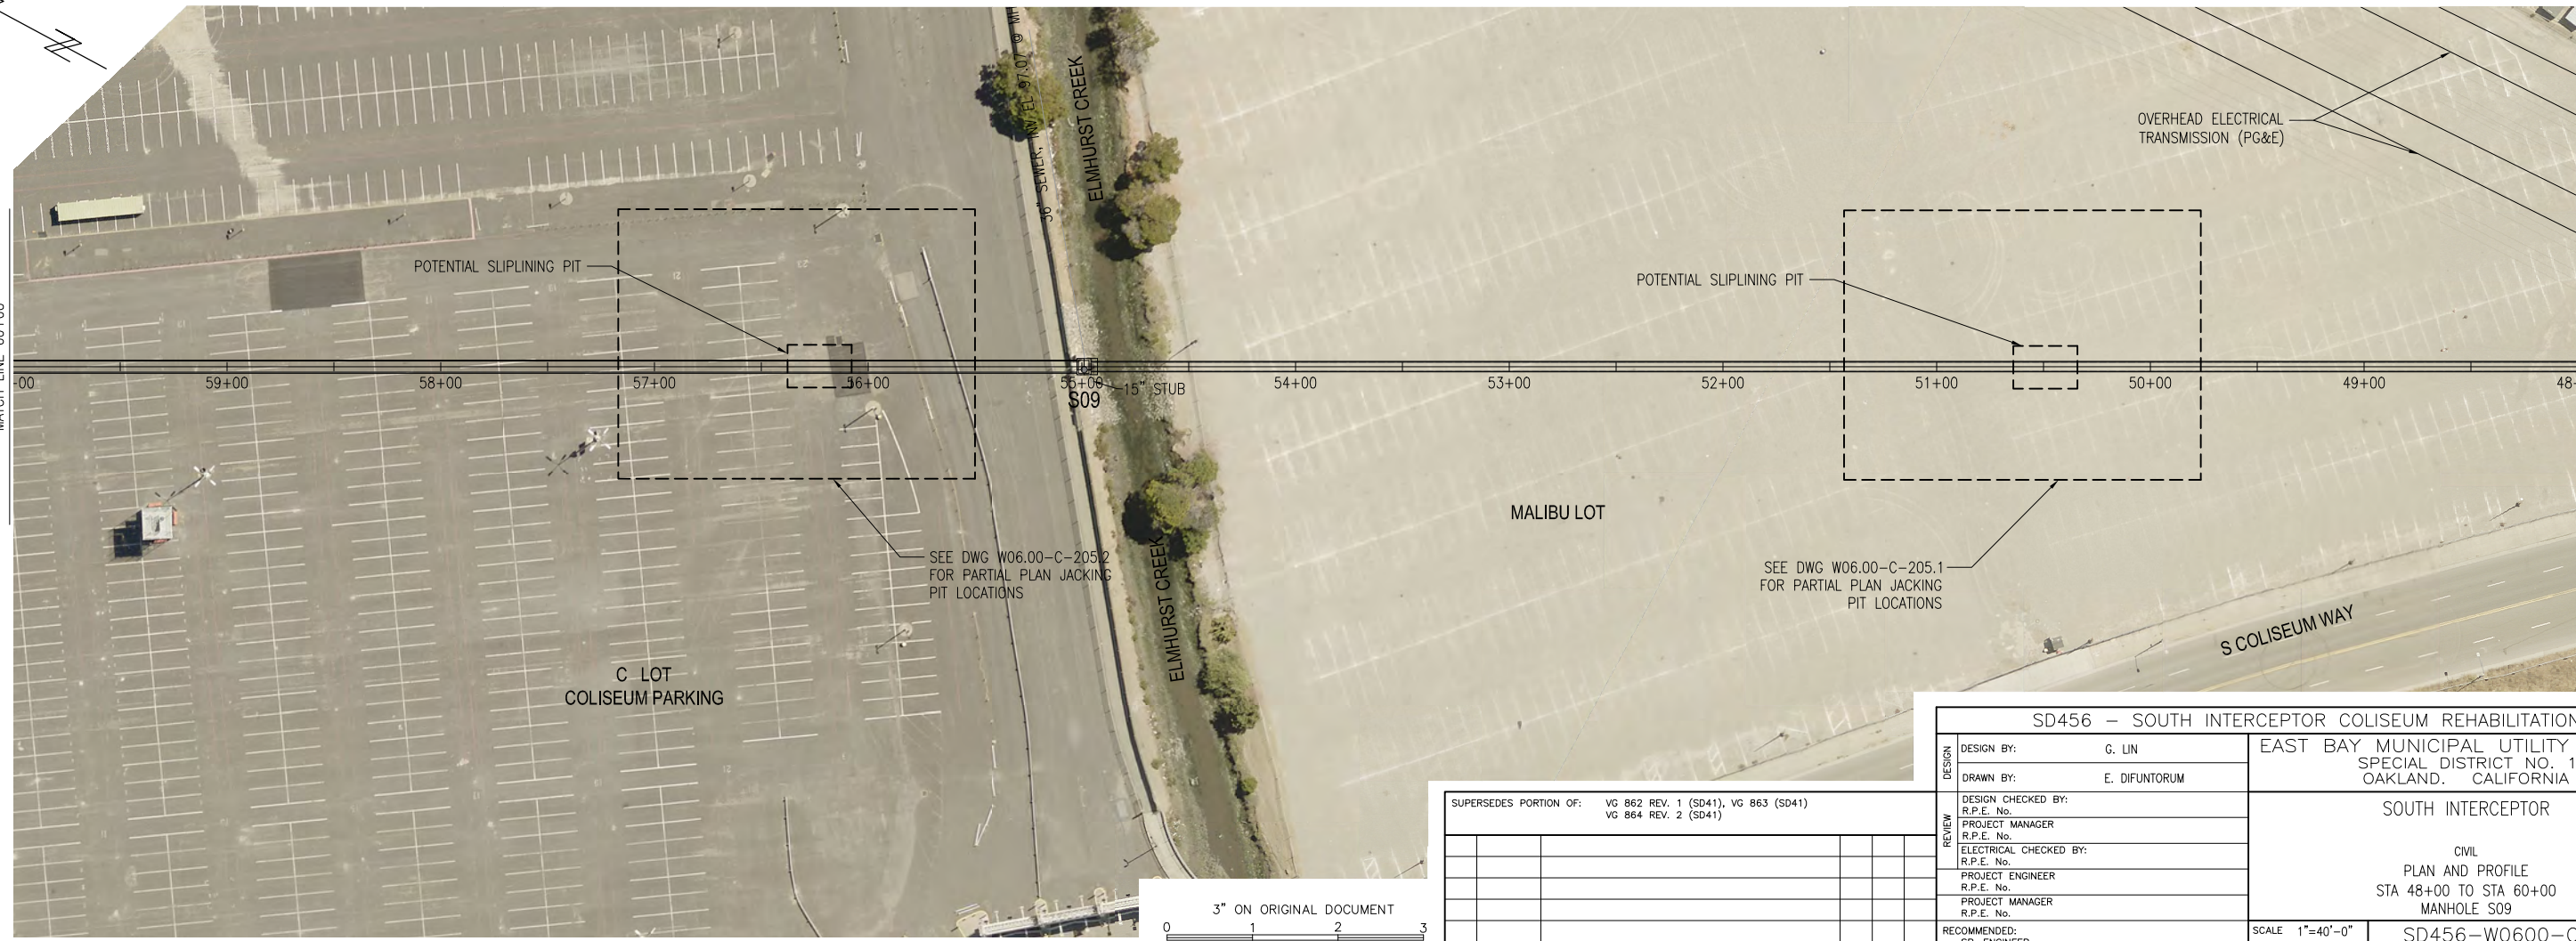 36" SEWER, INV. EL 97.07 @ MH
ELMHURST CREEK
OVERHEAD ELECTRICAL
TRANSMISSION (PG&E)
POTENTIAL SLIPLINING PIT
POTENTIAL SLIPLINING PIT
MATCH LINE
-00
59+00
58+00
57+00
56+00
55+00
54+00
53+00
52+00
51+00
50+00
49+00
48-
15" STUB
S09
MALIBU LOT
SEE DWG W06.00-C-205.2
FOR PARTIAL PLAN JACKING
PIT LOCATIONS
SEE DWG W06.00-C-205.1
FOR PARTIAL PLAN JACKING
PIT LOCATIONS
ELMHURST CREEK
S COLISEUM WAY
C LOT
COLISEUM PARKING
SD456 - SOUTH INTERCEPTOR COLISEUM REHABILITATION
DESIGN
DESIGN BY: G. LIN
DRAWN BY: E. DIFUNTORUM
EAST BAY MUNICIPAL UTILITY
SPECIAL DISTRICT NO. 1
OAKLAND. CALIFORNIA
REVIEW
DESIGN CHECKED BY:
R.P.E. No.
PROJECT MANAGER
R.P.E. No.
ELECTRICAL CHECKED BY:
R.P.E. No.
PROJECT ENGINEER
R.P.E. No.
PROJECT MANAGER
R.P.E. No.
RECOMMENDED:
SOUTH INTERCEPTOR
CIVIL
PLAN AND PROFILE
STA 48+00 TO STA 60+00
MANHOLE S09
SCALE 1"=40'-0"
SD456-W0600-C
SUPERSEDES PORTION OF: VG 862 REV. 1 (SD41), VG 863 (SD41)
VG 864 REV. 2 (SD41)
3" ON ORIGINAL DOCUMENT
0 1 2 3